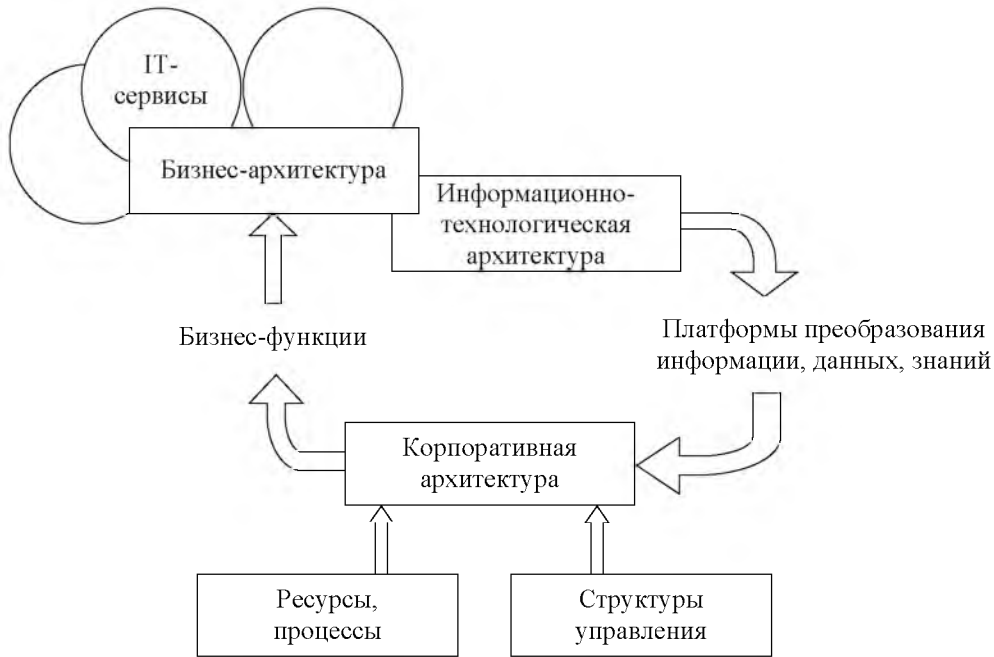 IT-
сервисы
Бизнес-архитектура
Информационно-
технологическая
архитектура
Бизнес-функции
Платформы преобразования
информации, данных, знаний
Корпоративная
архитектура
Ресурсы,
процессы
Структуры
управления